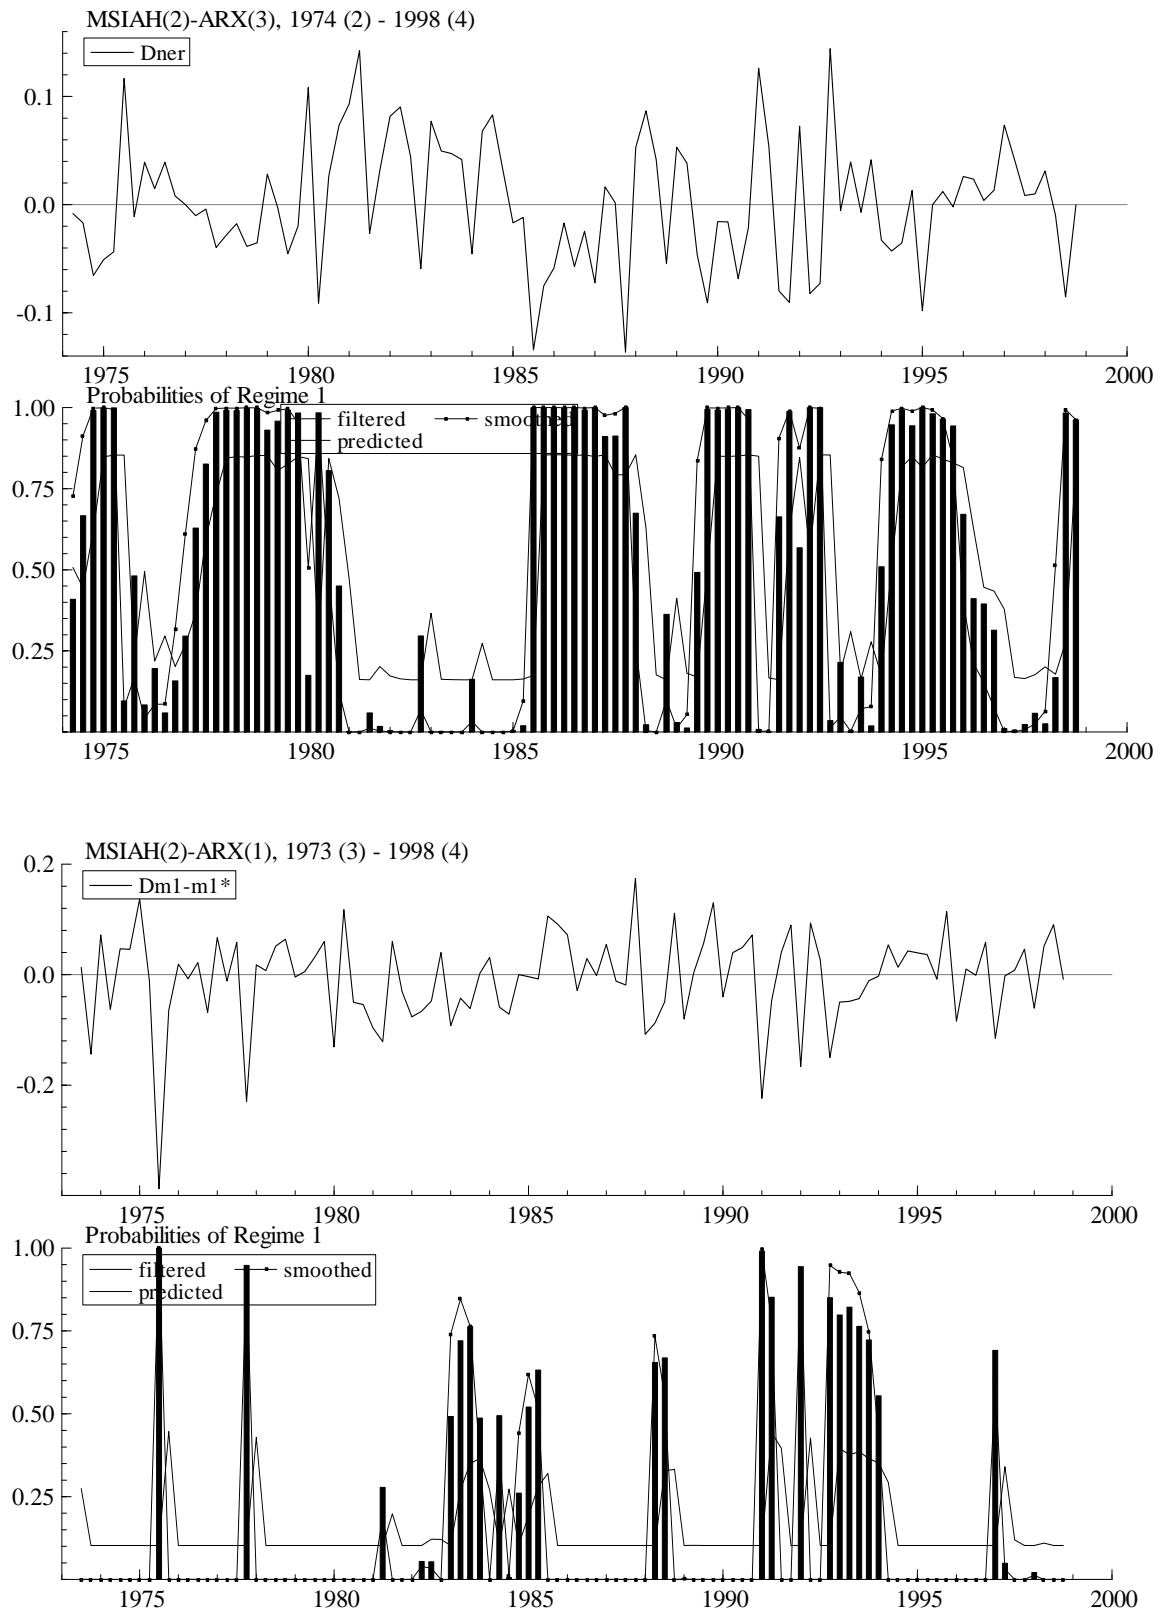 MSIAH(2)-ARX(3), 1974 (2) - 1998 (4)
Dner
0.1
0.0
-0.1
1975 1980 1985 1990 1995 2000
Probabilities of Regime 1
1.00
filtered smoothed
predicted
0.75
0.50
0.25
1975 1980 1985 1990 1995 2000
MSIAH(2)-ARX(1), 1973 (3) - 1998 (4)
0.2
Dm1-m1*
0.0
-0.2
1975 1980 1985 1990 1995 2000
Probabilities of Regime 1
1.00
filtered smoothed
predicted
0.75
0.50
0.25
1975 1980 1985 1990 1995 2000